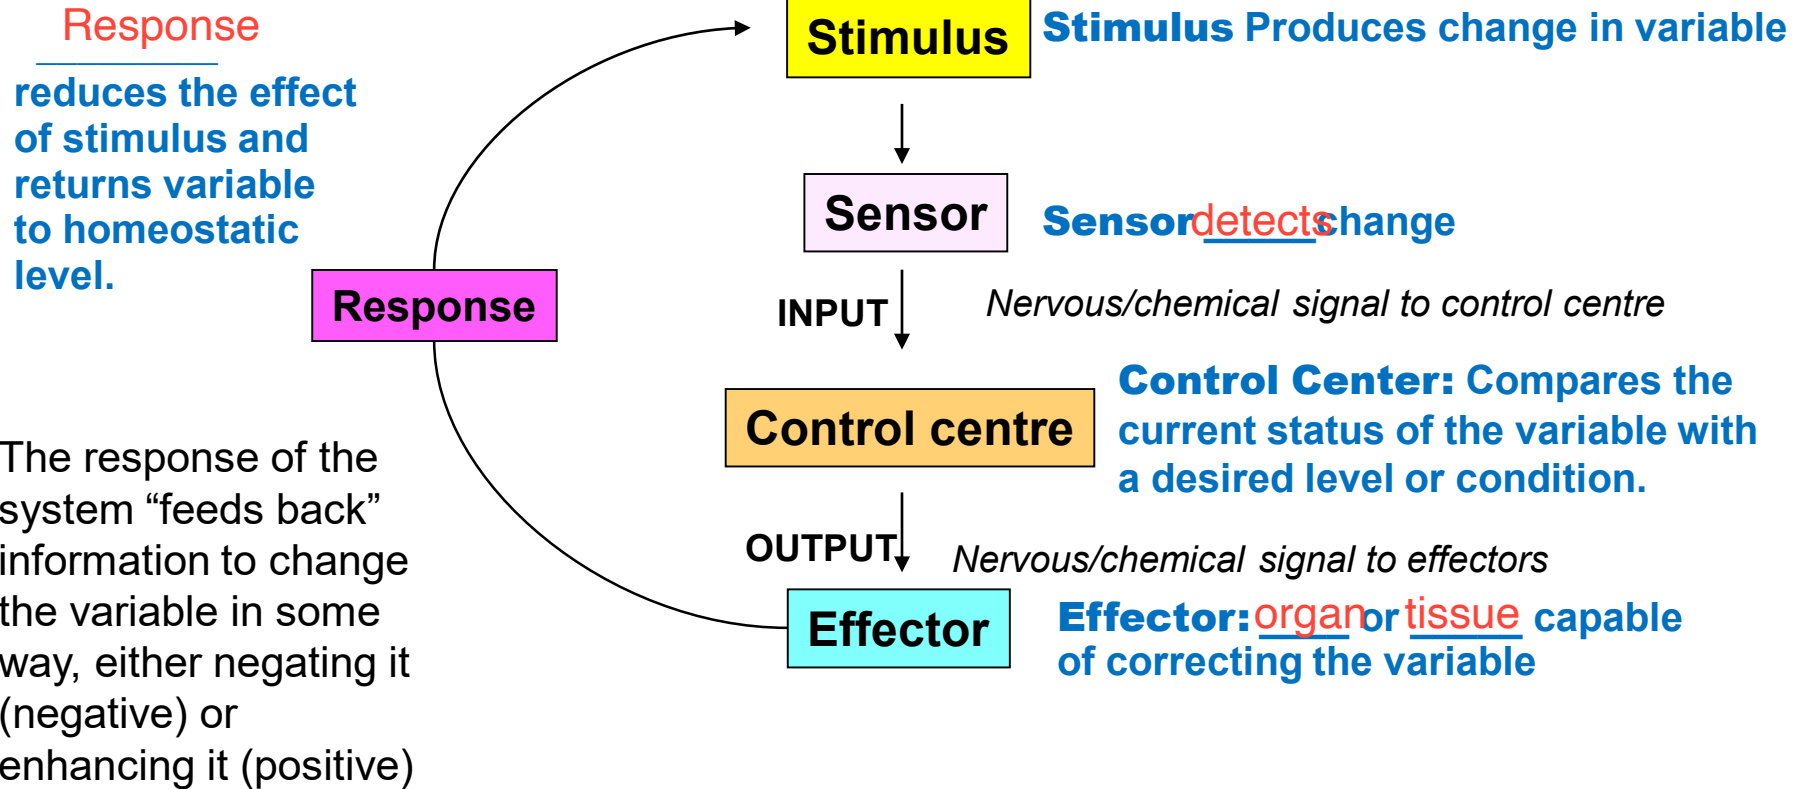 Response
reduces the effect
of stimulus and
returns variable
to homeostatic
level.
Stimulus
Stimulus Produces change in variable
Sensor
Sensor detects change
INPUT
Nervous/chemical signal to control centre
Response
Control centre
Control Center: Compares the
current status of the variable with
a desired level or condition.
OUTPUT
Nervous/chemical signal to effectors
Effector
Effector: organ or tissue capable
of correcting the variable
The response of the
system “feeds back”
information to change
the variable in some
way, either negating it
(negative) or
enhancing it (positive)